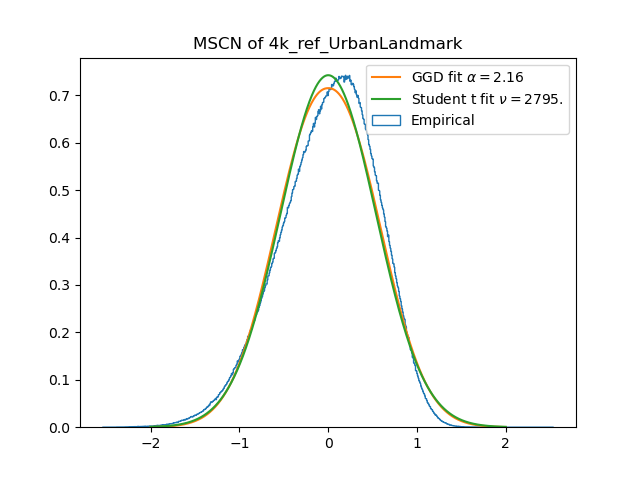 MSCN of 4k_ref_UrbanLandmark
GGD fit α = 2.16
Student t fit ν = 2795.
Empirical
0.7
0.6
0.5
0.4
0.3
0.2
0.1
0.0
−2 −1 0 1 2